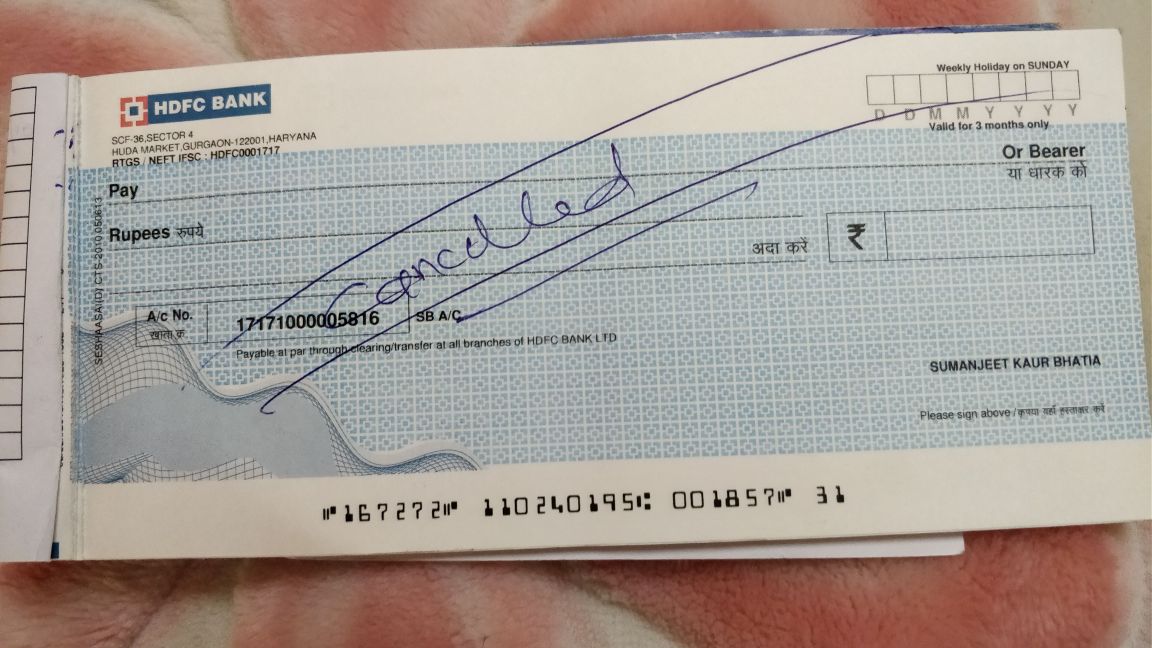 HDFC BANK
SCF-36,SECTOR 4
HUDA MARKET,GURGAON-122001,HARYANA
RTGS / NEFT IFSC : HDFC0001717
Weekly Holiday on SUNDAY
D D M M Y Y Y Y
Valid for 3 months only
Pay
Or Bearer
या धारक को
Rupees रुपये
cancelled
अदा करें
₹
A/c No.
खाता क्र.
17171000005816
SB A/C
Payable at par through clearing/transfer at all branches of HDFC BANK LTD
SUMANJEET KAUR BHATIA
Please sign above / कृपया यहाँ हस्ताक्षर करें
SESHAASAI(D) CTS-2010
⑈167272⑈ 110240195⑆ 001857⑈ 31